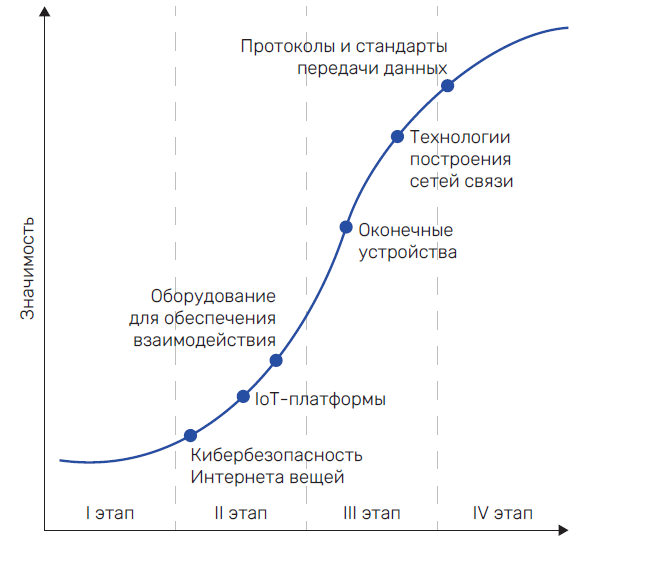 Протоколы и стандарты
передачи данных
Технологии
построения
сетей связи
Оконечные
устройства
Значимость
Оборудование
для обеспечения
взаимодействия
IoT-платформы
Кибербезопасность
Интернета вещей
I этап
II этап
III этап
IV этап